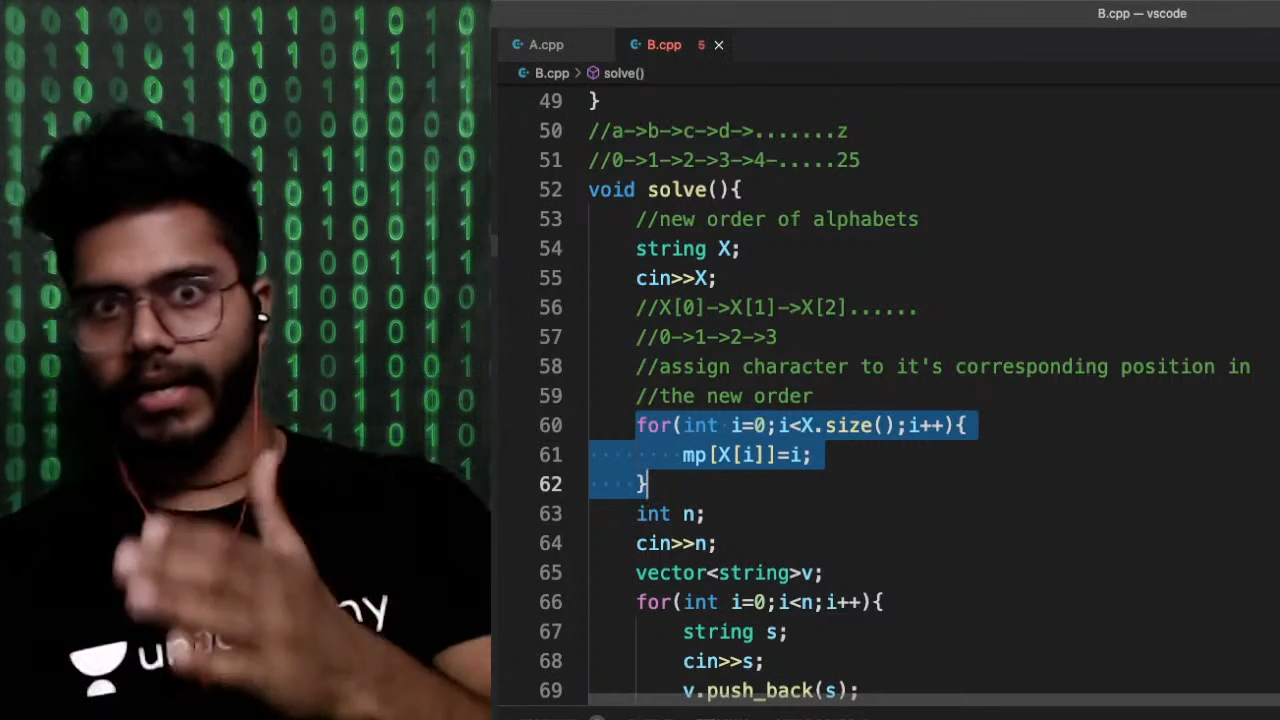 B.cpp — vscode
A.cpp
B.cpp 5
B.cpp > solve()
49 }
50 //a->b->c->d->.......z
51 //0->1->2->3->4-.....25
52 void solve(){
53 //new order of alphabets
54 string X;
55 cin>>X;
56 //X[0]->X[1]->X[2]......
57 //0->1->2->3
58 //assign character to it's corresponding position in
59 //the new order
60 for(int i=0;i<X.size();i++){
61 mp[X[i]]=i;
62 }
63 int n;
64 cin>>n;
65 vector<string>v;
66 for(int i=0;i<n;i++){
67 string s;
68 cin>>s;
69 v.push_back(s);